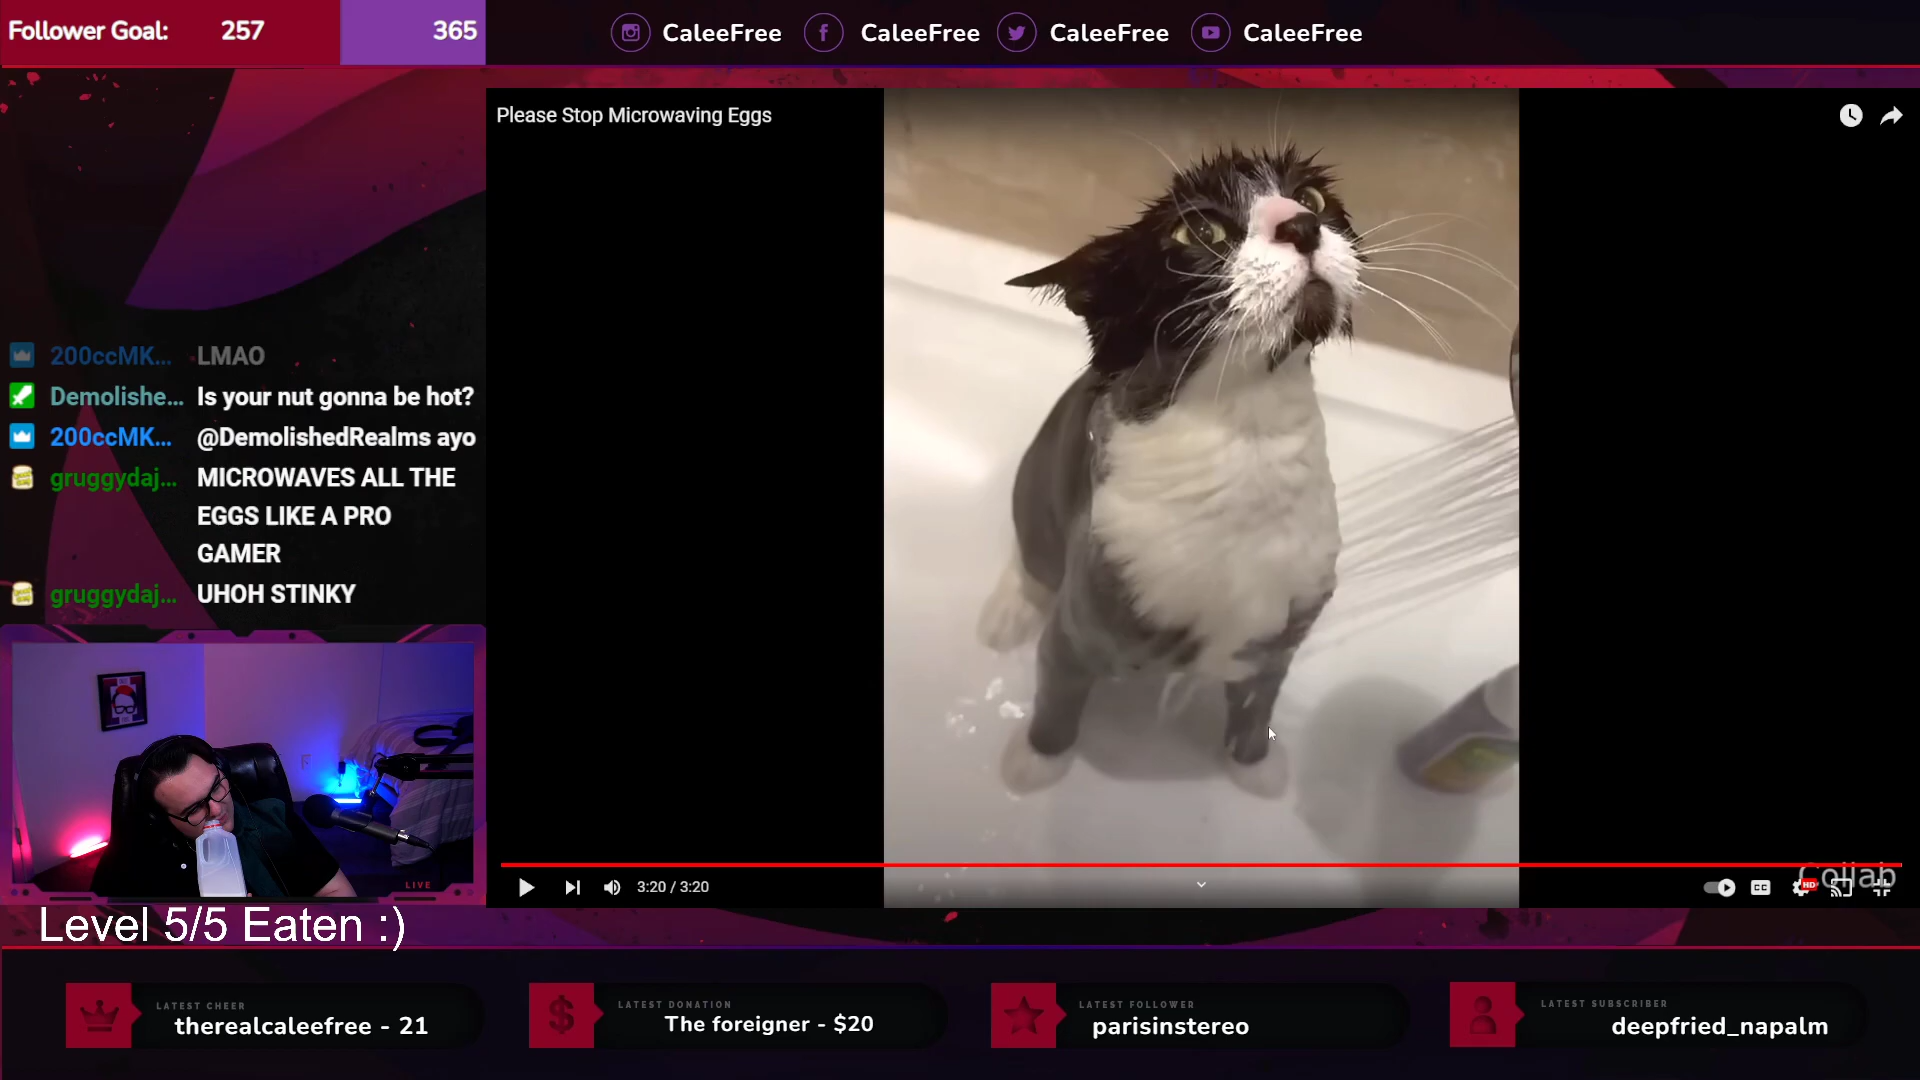 Follower Goal: 257 365
CaleeFree CaleeFree CaleeFree CaleeFree
Please Stop Microwaving Eggs
200ccMK... LMAO
Demolishe... Is your nut gonna be hot?
200ccMK... @DemolishedRealms ayo
gruggydaj... MICROWAVES ALL THE
EGGS LIKE A PRO
GAMER
gruggydaj... UHOH STINKY
LIVE
3:20 / 3:20
CC
HD
Collab
Level 5/5 Eaten :)
LATEST CHEER
therealcaleefree - 21
LATEST DONATION
The foreigner - $20
LATEST FOLLOWER
parisinstereo
LATEST SUBSCRIBER
deepfried_napalm